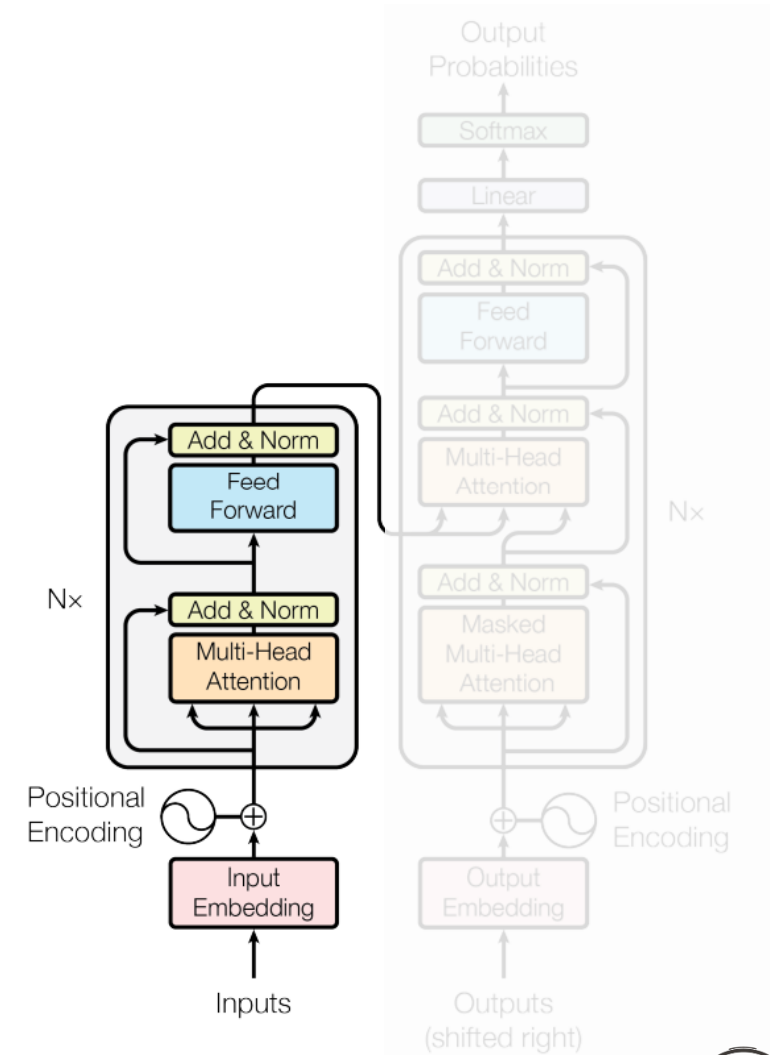 Output
Probabilities
Softmax
Linear
Add & Norm
Feed
Forward
Add & Norm
Multi-Head
Attention
Add & Norm
Masked
Multi-Head
Attention
N×
Positional
Encoding
Output
Embedding
Outputs
(shifted right)
Add & Norm
Feed
Forward
Add & Norm
Multi-Head
Attention
N×
Positional
Encoding
Input
Embedding
Inputs